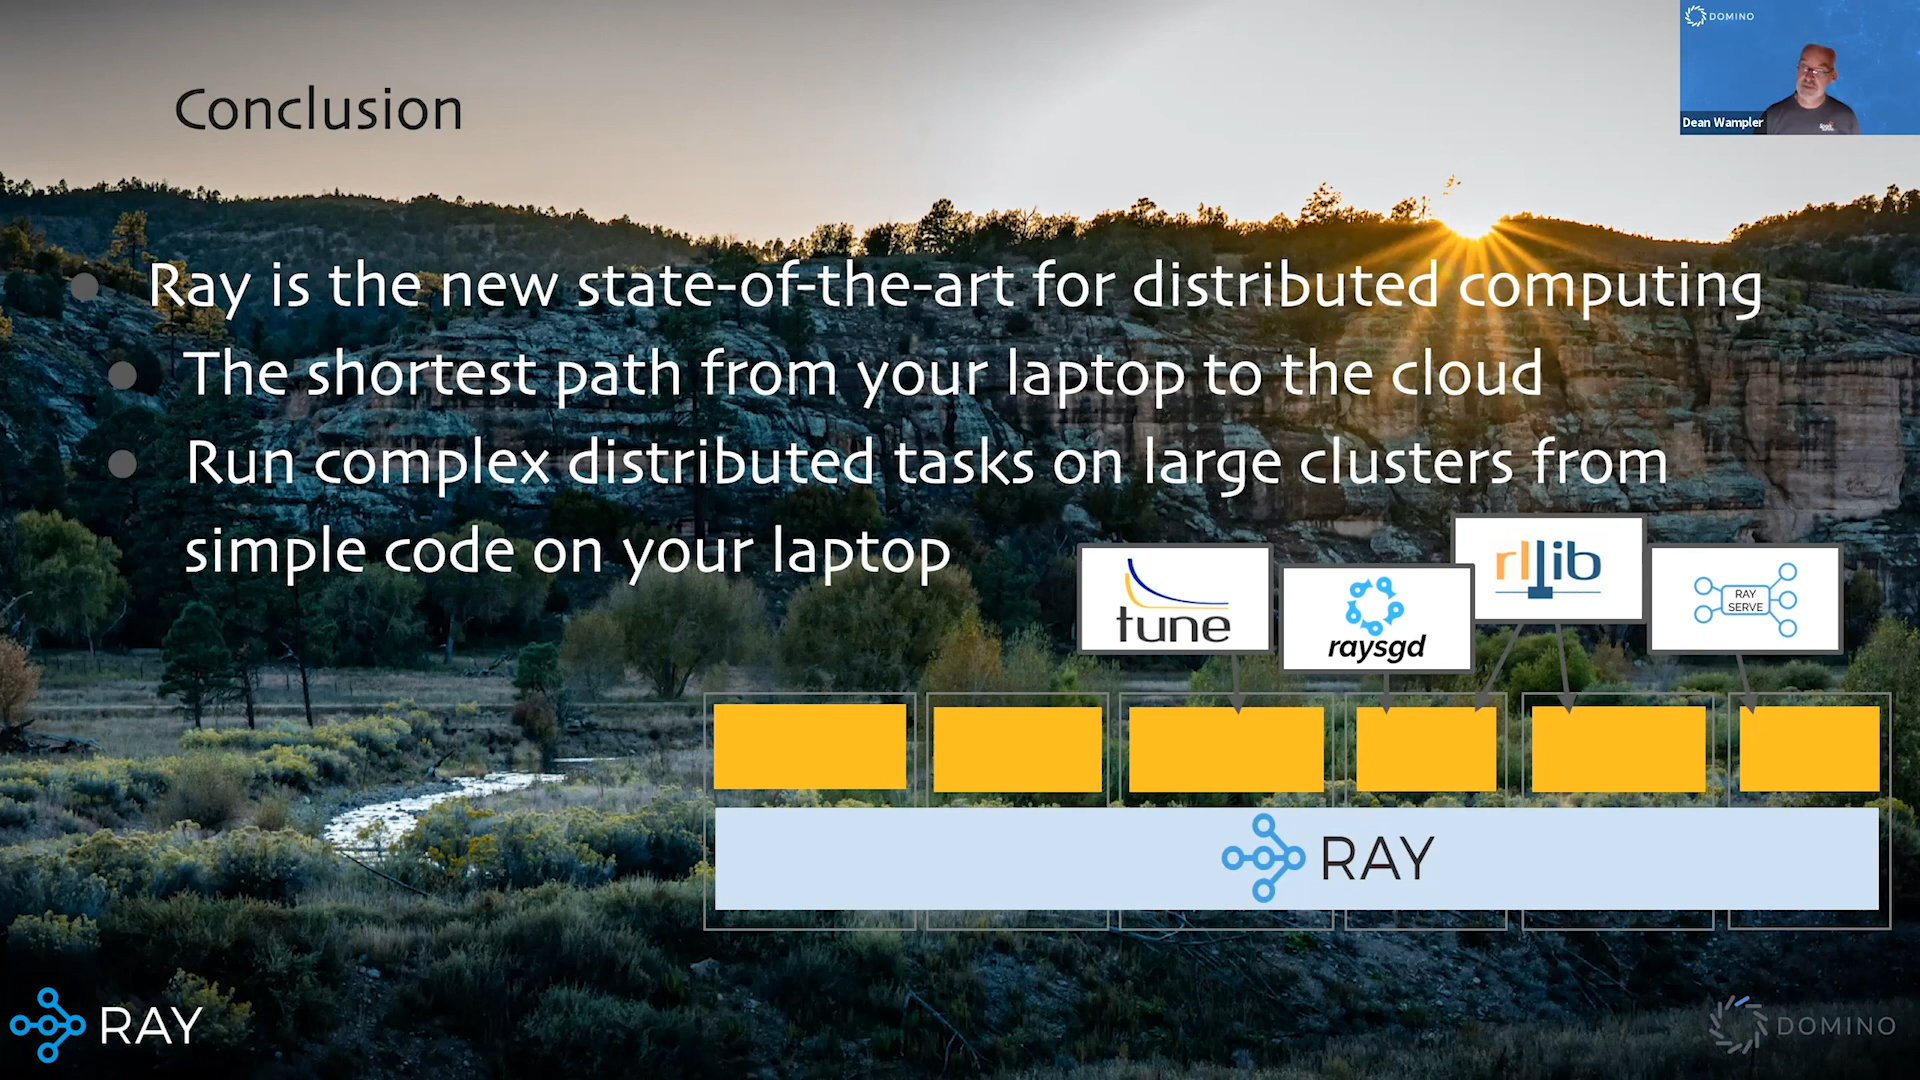 DOMINO
Dean Wampler
Conclusion
Ray is the new state-of-the-art for distributed computing
The shortest path from your laptop to the cloud
Run complex distributed tasks on large clusters from
simple code on your laptop
tune
raysgd
rllib
RAY
SERVE
RAY
RAY
DOMINO